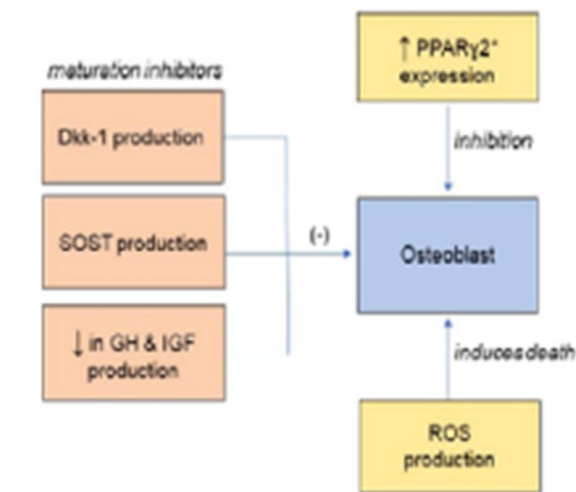 maturation inhibitors
Dkk-1 production
SOST production
↓ in GH & IGF
production
(-)
↑ PPARγ2+
expression
inhibition
Osteoblast
induces death
ROS
production